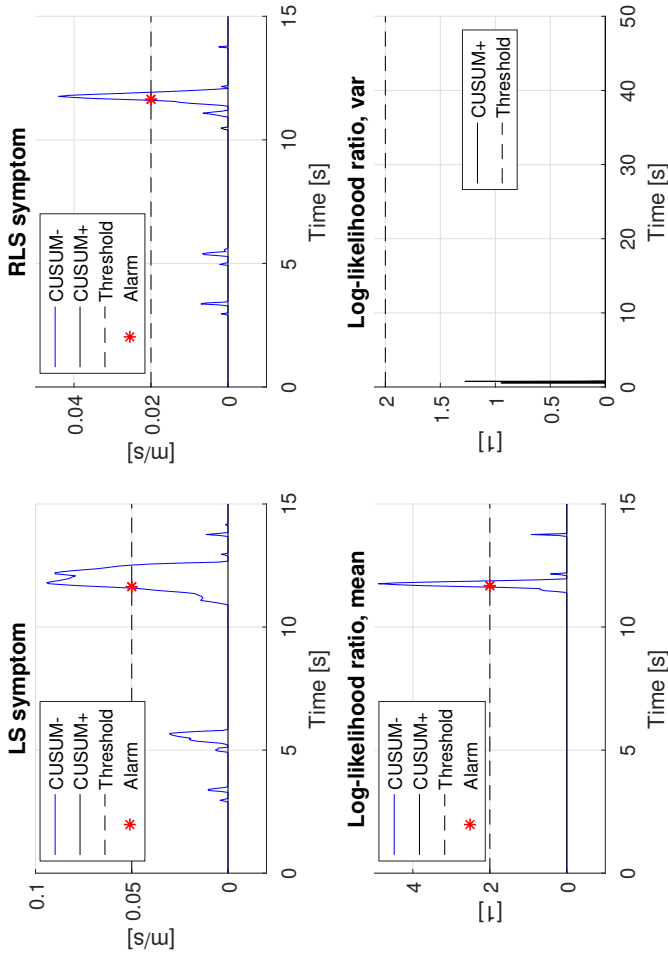 LS symptom
0.1
0.05
0
[m/s]
CUSUM-
CUSUM+
Threshold
Alarm
0
5
10
15
Time [s]
RLS symptom
0.04
0.02
0
[m/s]
CUSUM-
CUSUM+
Threshold
Alarm
0
5
10
15
Time [s]
Log-likelihood ratio, mean
4
2
0
[1]
CUSUM-
CUSUM+
Threshold
Alarm
0
5
10
15
Time [s]
Log-likelihood ratio, var
2
1.5
1
0.5
0
[1]
CUSUM+
Threshold
0
10
20
30
40
50
Time [s]